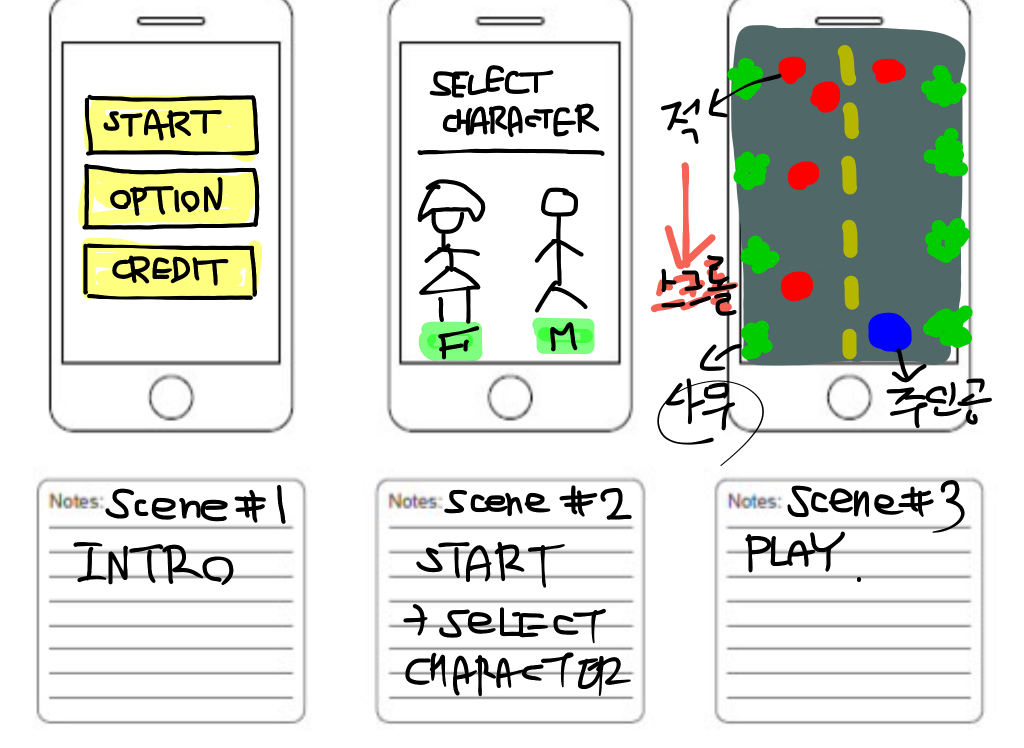 START
OPTION
CREDIT
SELECT
CHARACTER
F
M
적
스크롤
나무
주인공
Notes: Scene #1
INTRO
Notes: Scene #2
START
→ SELECT
CHARACTER
Notes: Scene #3
PLAY.